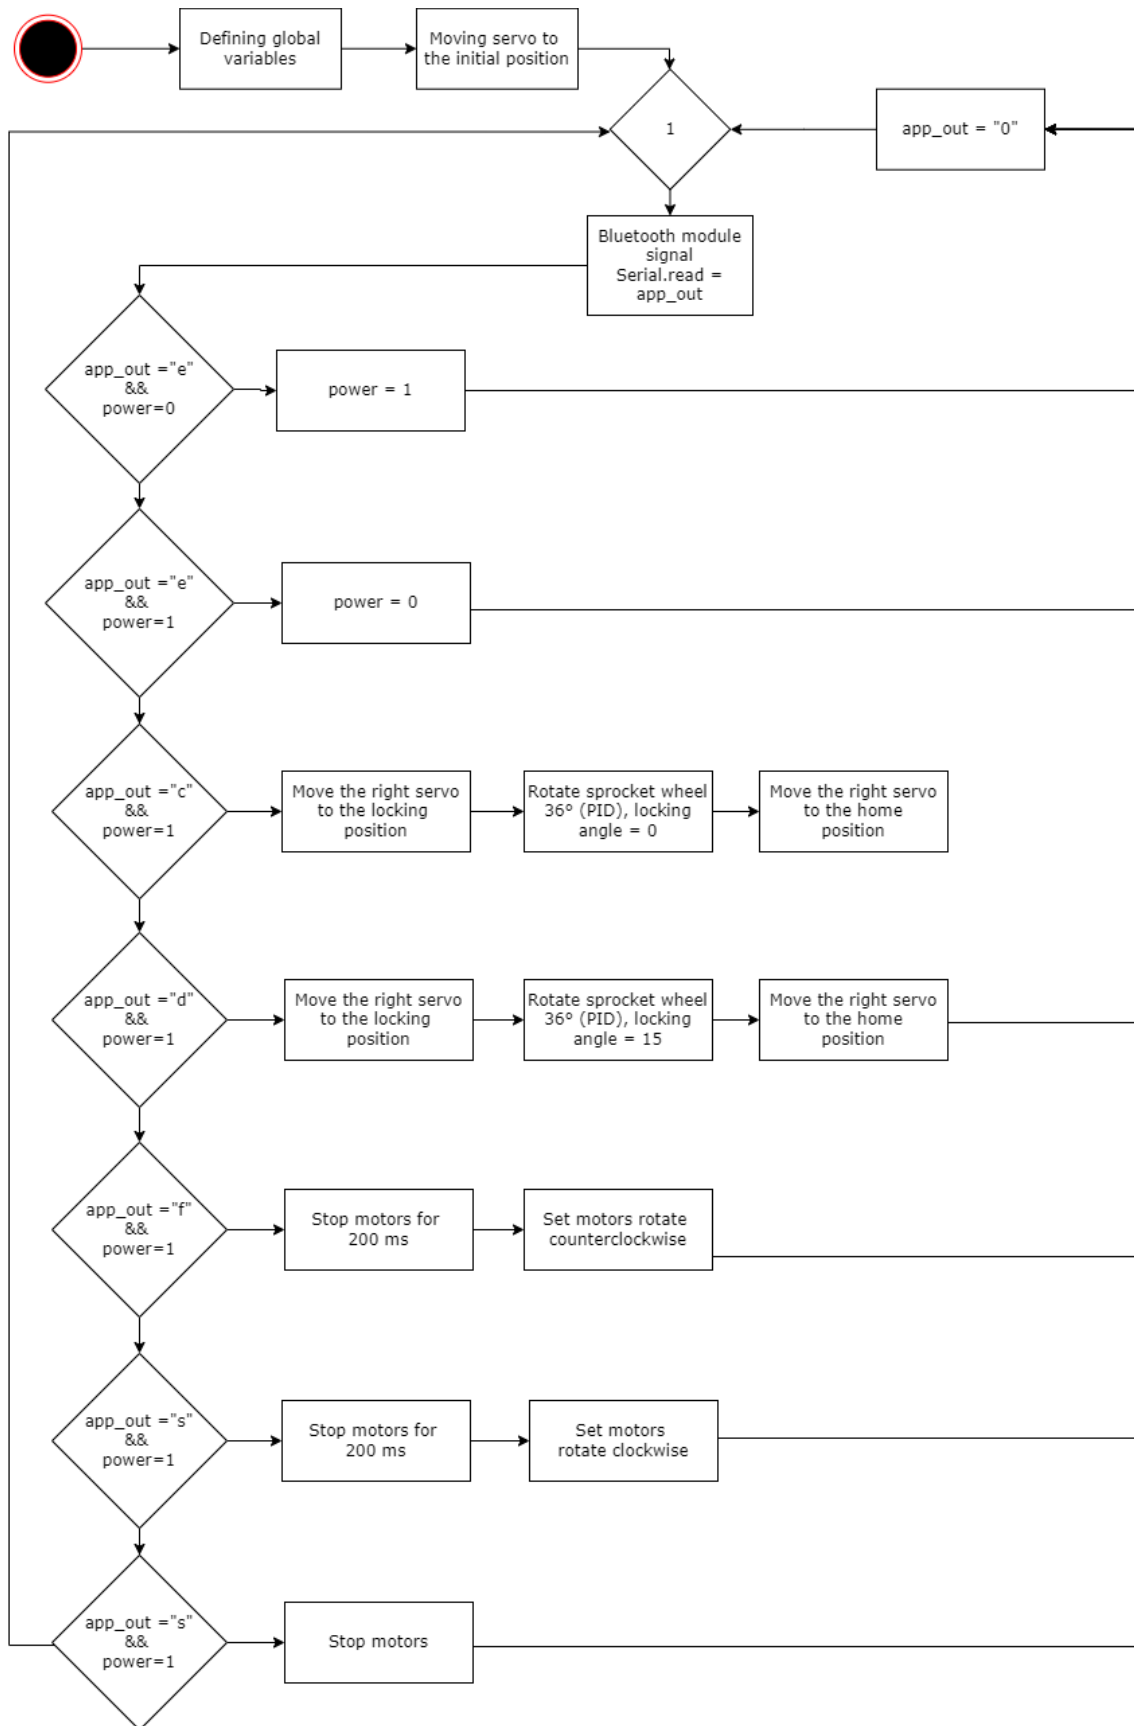 Defining global
variables
Moving servo to
the initial position
1
app_out = "0"
Bluetooth module
signal
Serial.read =
app_out
app_out ="e"
&&
power=0
power = 1
app_out ="e"
&&
power=1
power = 0
app_out ="c"
&&
power=1
Move the right servo
to the locking
position
Rotate sprocket wheel
36º (PID), locking
angle = 0
Move the right servo
to the home
position
app_out ="d"
&&
power=1
Move the right servo
to the locking
position
Rotate sprocket wheel
36º (PID), locking
angle = 15
Move the right servo
to the home
position
app_out ="f"
&&
power=1
Stop motors for
200 ms
Set motors rotate
counterclockwise
app_out ="s"
&&
power=1
Stop motors for
200 ms
Set motors
rotate clockwise
app_out ="s"
&&
power=1
Stop motors